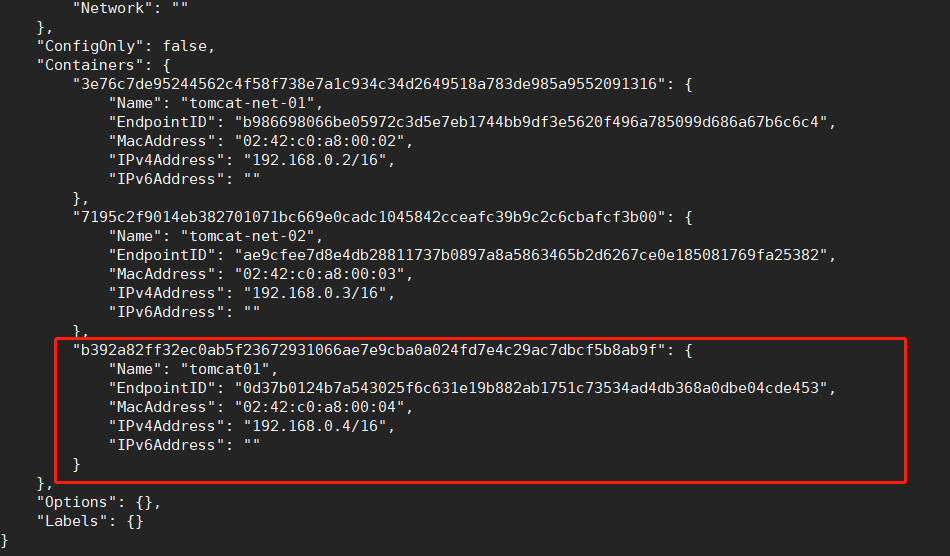 "Network": ""
},
"ConfigOnly": false,
"Containers": {
"3e76c7de95244562c4f58f738e7a1c934c34d2649518a783de985a9552091316": {
"Name": "tomcat-net-01",
"EndpointID": "b986698066be05972c3d5e7eb1744bb9df3e5620f496a785099d686a67b6c6c4",
"MacAddress": "02:42:c0:a8:00:02",
"IPv4Address": "192.168.0.2/16",
"IPv6Address": ""
},
"7195c2f9014eb382701071bc669e0cadc1045842cceafc39b9c2c6cbafcf3b00": {
"Name": "tomcat-net-02",
"EndpointID": "ae9cfee7d8e4db28811737b0897a8a5863465b2d6267ce0e185081769fa25382",
"MacAddress": "02:42:c0:a8:00:03",
"IPv4Address": "192.168.0.3/16",
"IPv6Address": ""
},
"b392a82ff32ec0ab5f23672931066ae7e9cba0a024fd7e4c29ac7dbcf5b8ab9f": {
"Name": "tomcat01",
"EndpointID": "0d37b0124b7a543025f6c631e19b882ab1751c73534ad4db368a0dbe04cde453",
"MacAddress": "02:42:c0:a8:00:04",
"IPv4Address": "192.168.0.4/16",
"IPv6Address": ""
}
},
"Options": {},
"Labels": {}
}